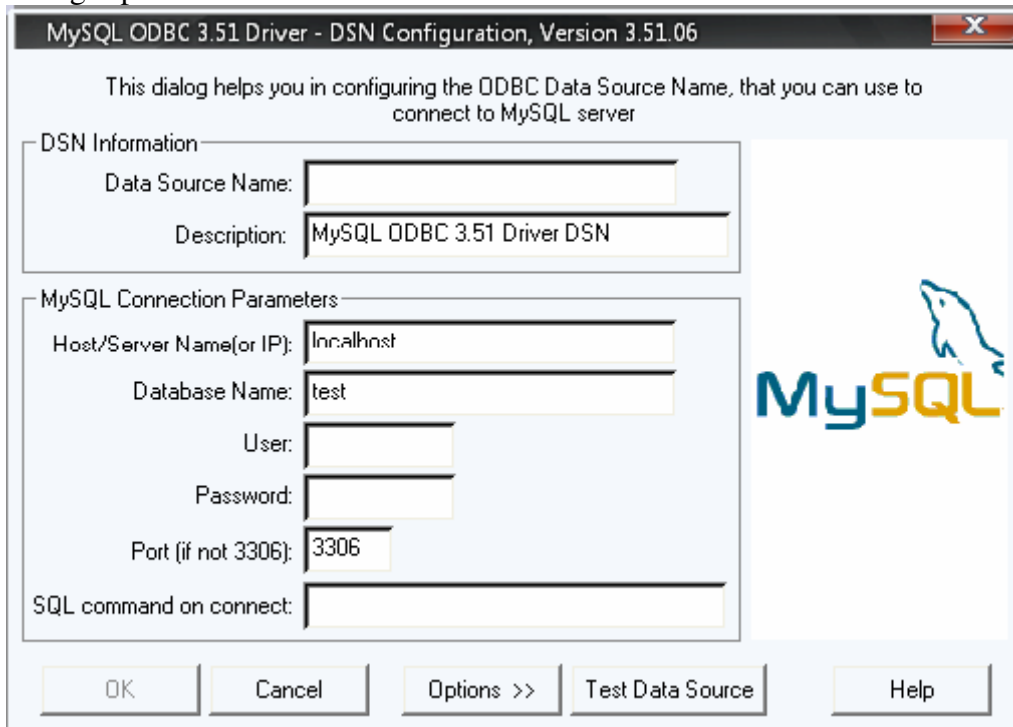 MySQL ODBC 3.51 Driver - DSN Configuration, Version 3.51.06
X
This dialog helps you in configuring the ODBC Data Source Name, that you can use to
connect to MySQL server
DSN Information
Data Source Name:
Description: MySQL ODBC 3.51 Driver DSN
MySQL Connection Parameters
Host/Server Name(or IP): localhost
Database Name: test
User:
Password:
Port (if not 3306): 3306
SQL command on connect:
MySQL
OK Cancel Options >> Test Data Source Help